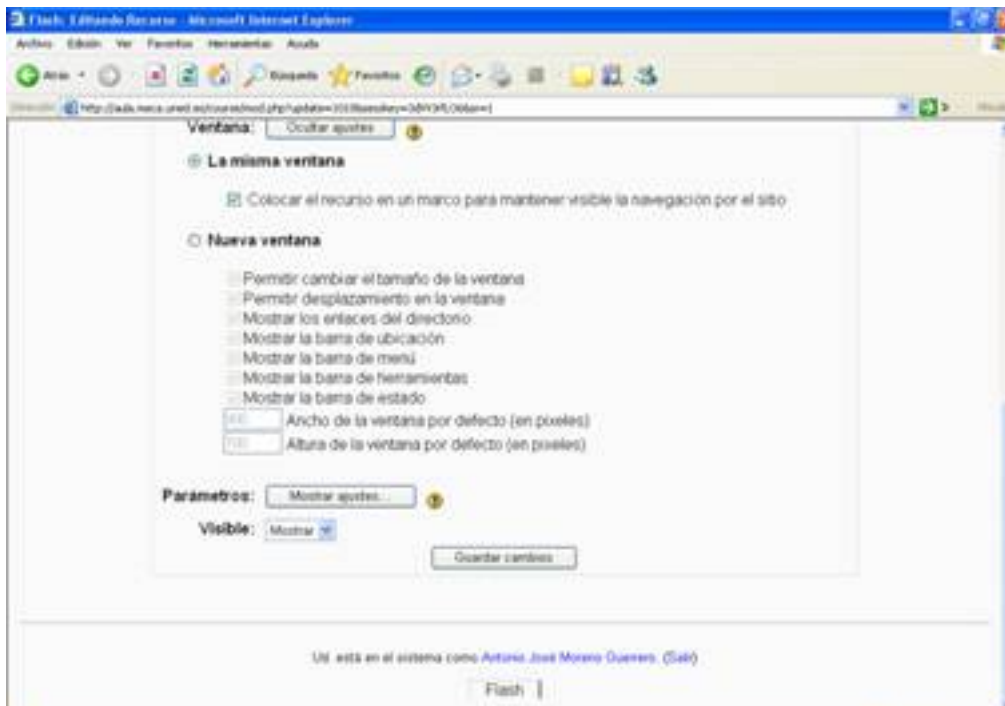 Flash: Editando Recurso - Microsoft Internet Explorer
Archivo Edición Ver Favoritos Herramientas Ayuda
Atrás Búsqueda Favoritos
Ventana: Ocultar ajustes
La misma ventana
Colocar el recurso en un marco para mantener visible la navegación por el sitio
Nueva ventana
Permitir cambiar el tamaño de la ventana
Permitir desplazamiento en la ventana
Mostrar los enlaces del directorio
Mostrar la barra de ubicación
Mostrar la barra de menú
Mostrar la barra de herramientas
Mostrar la barra de estado
Ancho de la ventana por defecto (en pixeles)
Altura de la ventana por defecto (en pixeles)
Parámetros: Mostrar ajustes...
Visible: Mostrar
Guardar cambios
Ud. está en el sistema como Antonio José Moreno Guerrero. (Salir)
Flash